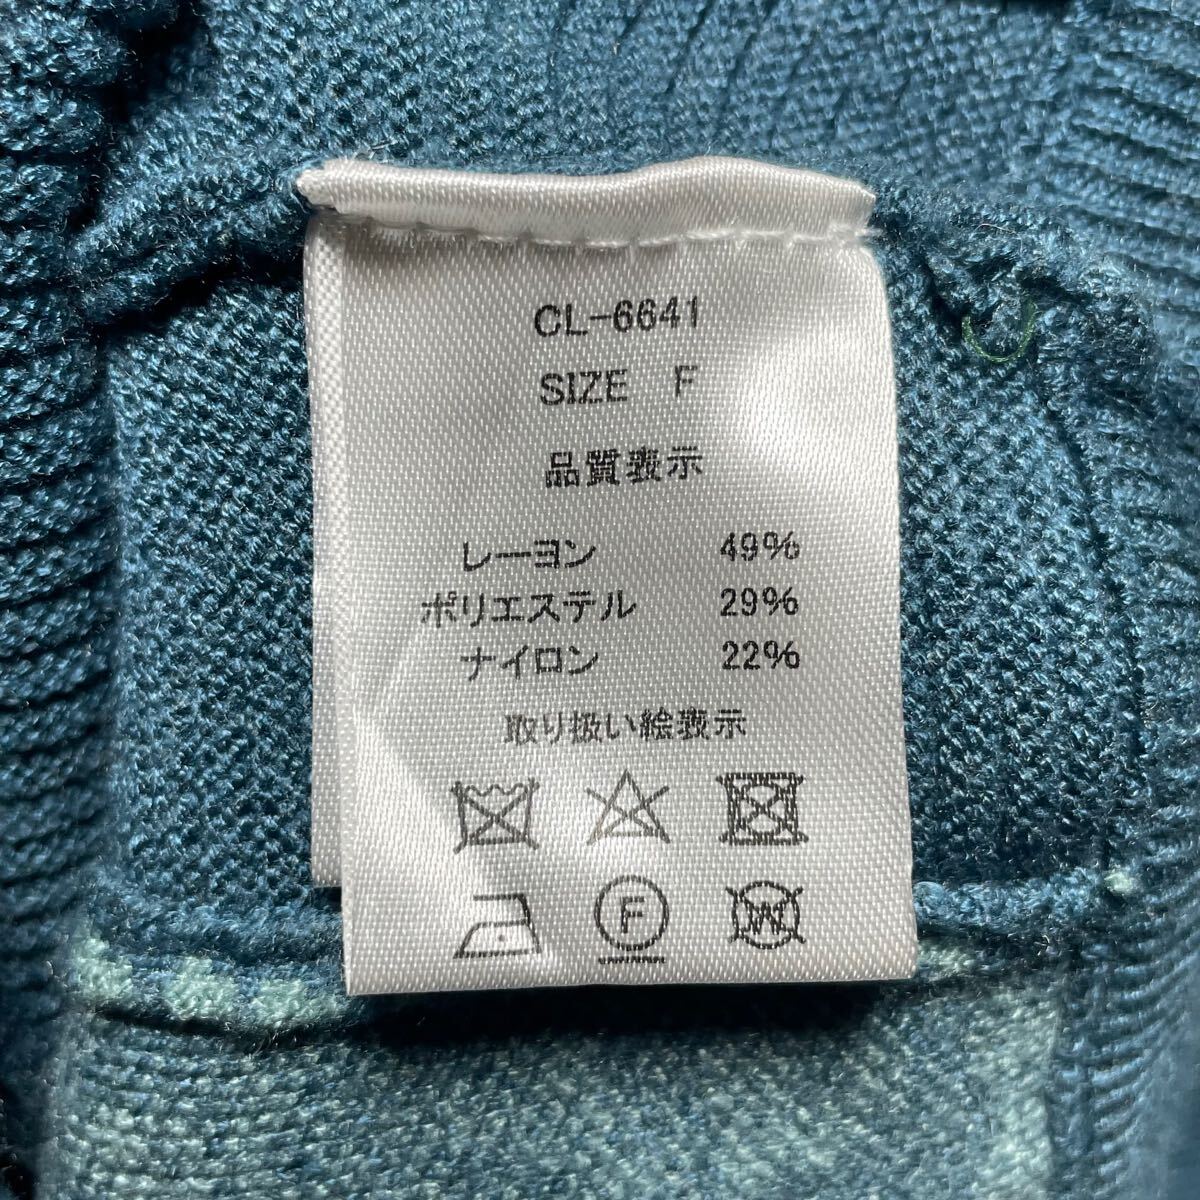 CL-6641
SIZE F
品質表示
レーヨン 49%
ポリエステル 29%
ナイロン 22%
取り扱い絵表示
F W